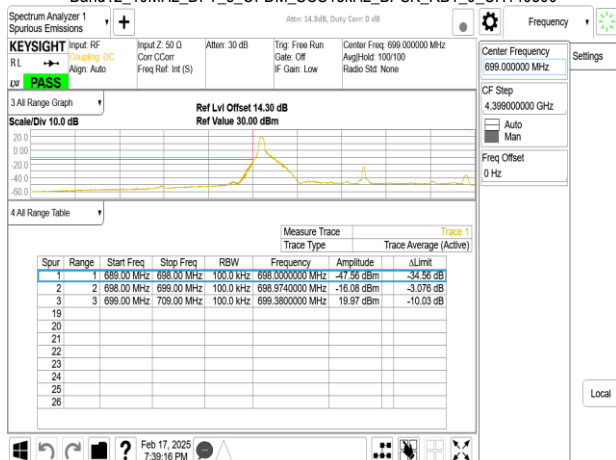 Spectrum Analyzer 1
Spurious Emissions
+
Attn: 14.3dB, Duty Corr: 0 dB
Frequency
Settings
KEYSIGHT
RL
LXI
PASS
Input: RF
Coupling: DC
Align: Auto
Input Z: 50 Ω
Corr CCorr
Freq Ref: Int (S)
Atten: 30 dB
Trig: Free Run
Gate: Off
IF Gain: Low
Center Freq: 699.000000 MHz
Avg|Hold: 100/100
Radio Std: None
Center Frequency
699.000000 MHz
CF Step
4.399000000 GHz
Auto
Man
Freq Offset
0 Hz
3 All Range Graph
Scale/Div 10.0 dB
Ref Lvl Offset 14.30 dB
Ref Value 30.00 dBm
20.0
0.00
-20.0
-40.0
-60.0
4 All Range Table
Measure Trace Trace 1
Trace Type Trace Average (Active)
Spur Range Start Freq Stop Freq RBW Frequency Amplitude ΔLimit
1 1 689.00 MHz 698.00 MHz 100.0 kHz 698.0000000 MHz -47.56 dBm -34.56 dB
2 2 698.00 MHz 699.00 MHz 100.0 kHz 698.9740000 MHz -16.08 dBm -3.076 dB
3 3 699.00 MHz 709.00 MHz 100.0 kHz 699.3800000 MHz 19.97 dBm -10.03 dB
19
20
21
22
23
24
25
26
Local
?
Feb 17, 2025
7:39:16 PM